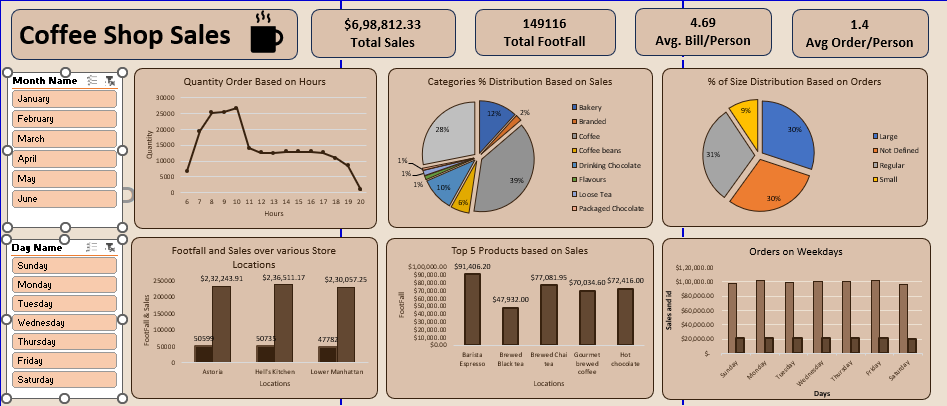 Coffee Shop Sales
$6,98,812.33
Total Sales
149116
Total FootFall
4.69
Avg. Bill/Person
1.4
Avg Order/Person
Month Name
January
February
March
April
May
June
Day Name
Sunday
Monday
Tuesday
Wednesday
Thursday
Friday
Saturday
Quantity Order Based on Hours
Quantity
30000
25000
20000
15000
10000
5000
0
6 7 8 9 10 11 12 13 14 15 16 17 18 19 20
Hours
Categories % Distribution Based on Sales
12%
2%
39%
6%
10%
1%
1%
1%
28%
Bakery
Branded
Coffee
Coffee beans
Drinking Chocolate
Flavours
Loose Tea
Packaged Chocolate
% of Size Distribution Based on Orders
9%
30%
31%
30%
Large
Not Defined
Regular
Small
Footfall and Sales over various Store
Locations
FootFall & Sales
250000
200000
150000
100000
50000
0
$2,32,243.91
$2,36,511.17
$2,30,057.25
50599
50735
47782
Astoria
Hell's Kitchen
Lower Manhattan
Locations
Top 5 Products based on Sales
FootFall
$1,00,000.00
$90,000.00
$80,000.00
$70,000.00
$60,000.00
$50,000.00
$40,000.00
$30,000.00
$20,000.00
$10,000.00
$0.00
$91,406.20
$47,932.00
$77,081.95
$70,034.60
$72,416.00
Barista
Espresso
Brewed
Black tea
Brewed Chai
tea
Gourmet
brewed
coffee
Hot
chocolate
Locations
Orders on Weekdays
Sales and id
$1,20,000.00
$1,00,000.00
$80,000.00
$60,000.00
$40,000.00
$20,000.00
$-
Sunday
Monday
Tuesday
Wednesday
Thursday
Friday
Saturday
Days